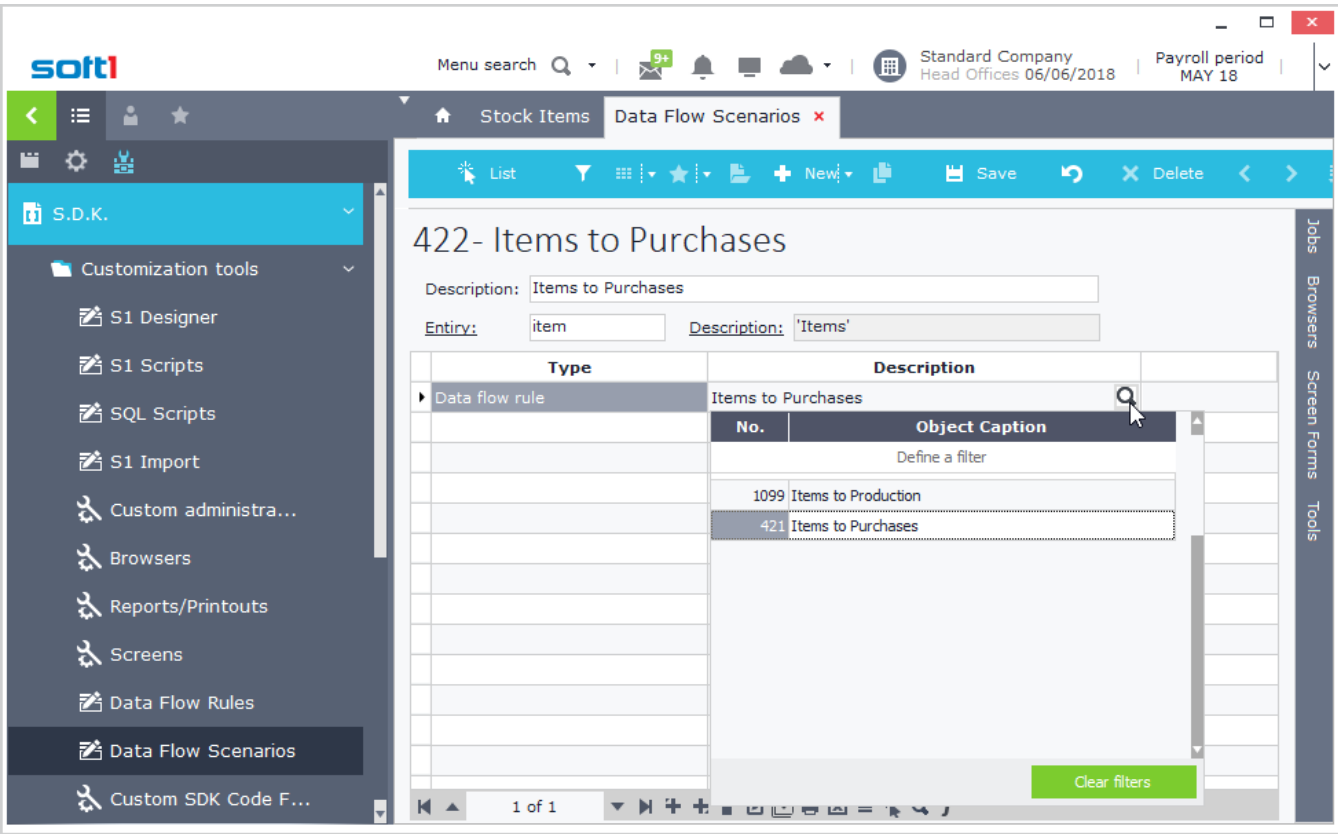 soft1
Menu search
9+
Standard Company
Head Offices 06/06/2018
Payroll period
MAY 18
Stock Items
Data Flow Scenarios
List
New
Save
Delete
S.D.K.
Customization tools
S1 Designer
S1 Scripts
SQL Scripts
S1 Import
Custom administra...
Browsers
Reports/Printouts
Screens
Data Flow Rules
Data Flow Scenarios
Custom SDK Code F...
422- Items to Purchases
Description: Items to Purchases
Entiry: item Description: 'Items'
Type Description
Data flow rule Items to Purchases
No. Object Caption
Define a filter
1099 Items to Production
421 Items to Purchases
Clear filters
1 of 1
Jobs
Browsers
Screen Forms
Tools